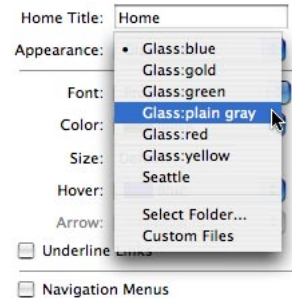 Home Title: Home
Appearance: • Glass:blue
Glass:gold
Font: Glass:green
Glass:plain gray
Color: Glass:red
Size: Glass:yellow
Seattle
Hover:
Select Folder...
Arrow: Custom Files
Underline Links
Navigation Menus